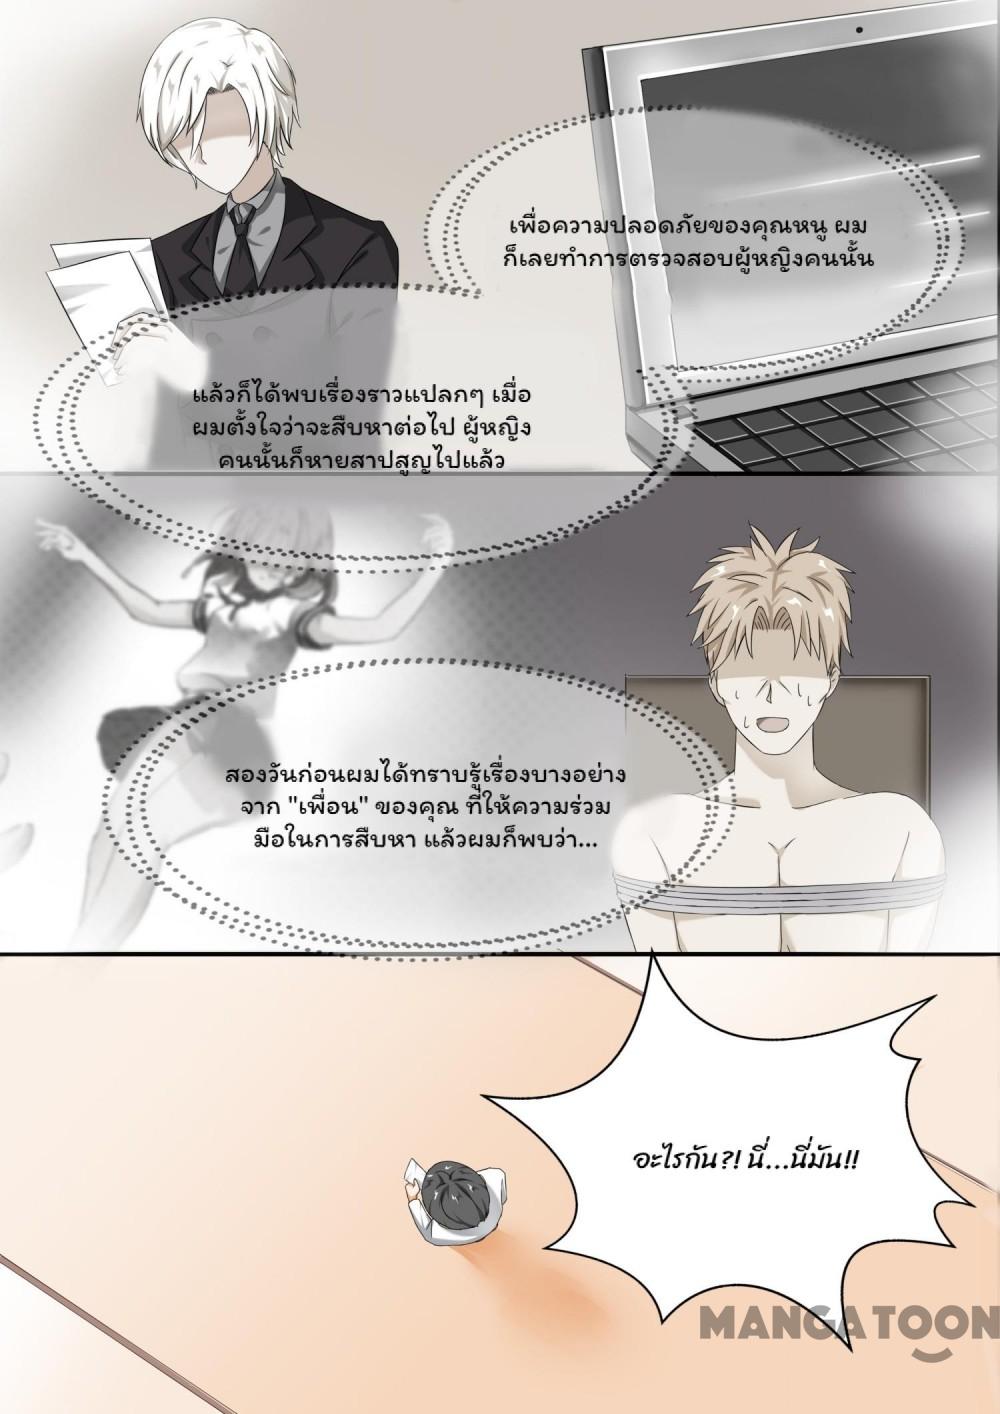 เพื่อความปลอดภัยของคุณหนู ผม
ก็เลยทำการตรวจสอบผู้หญิงคนนั้น
แล้วก็ได้พบเรื่องราวแปลกๆ เมื่อ
ผมตั้งใจว่าจะสืบหาต่อไป ผู้หญิง
คนนั้นก็หายสาปสูญไปแล้ว
สองวันก่อนผมได้ทราบรู้เรื่องบางอย่าง
จาก "เพื่อน" ของคุณ ที่ให้ความร่วม
มือในการสืบหา แล้วผมก็พบว่า...
อะไรกัน?! นี่...นี่มัน!!
MANGATOON